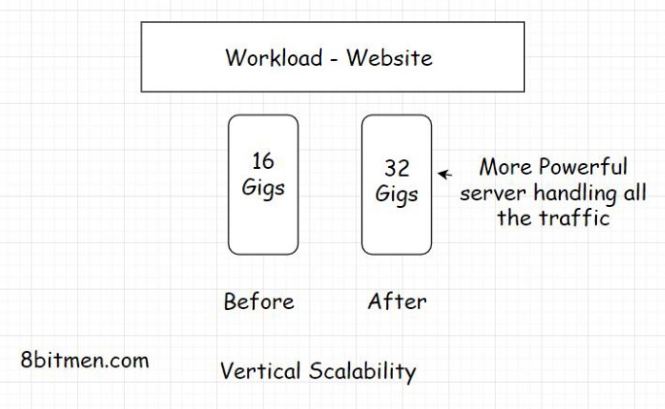 Workload - Website
16
Gigs
32
Gigs
More Powerful
server handling all
the traffic
Before
After
8bitmen.com
Vertical Scalability